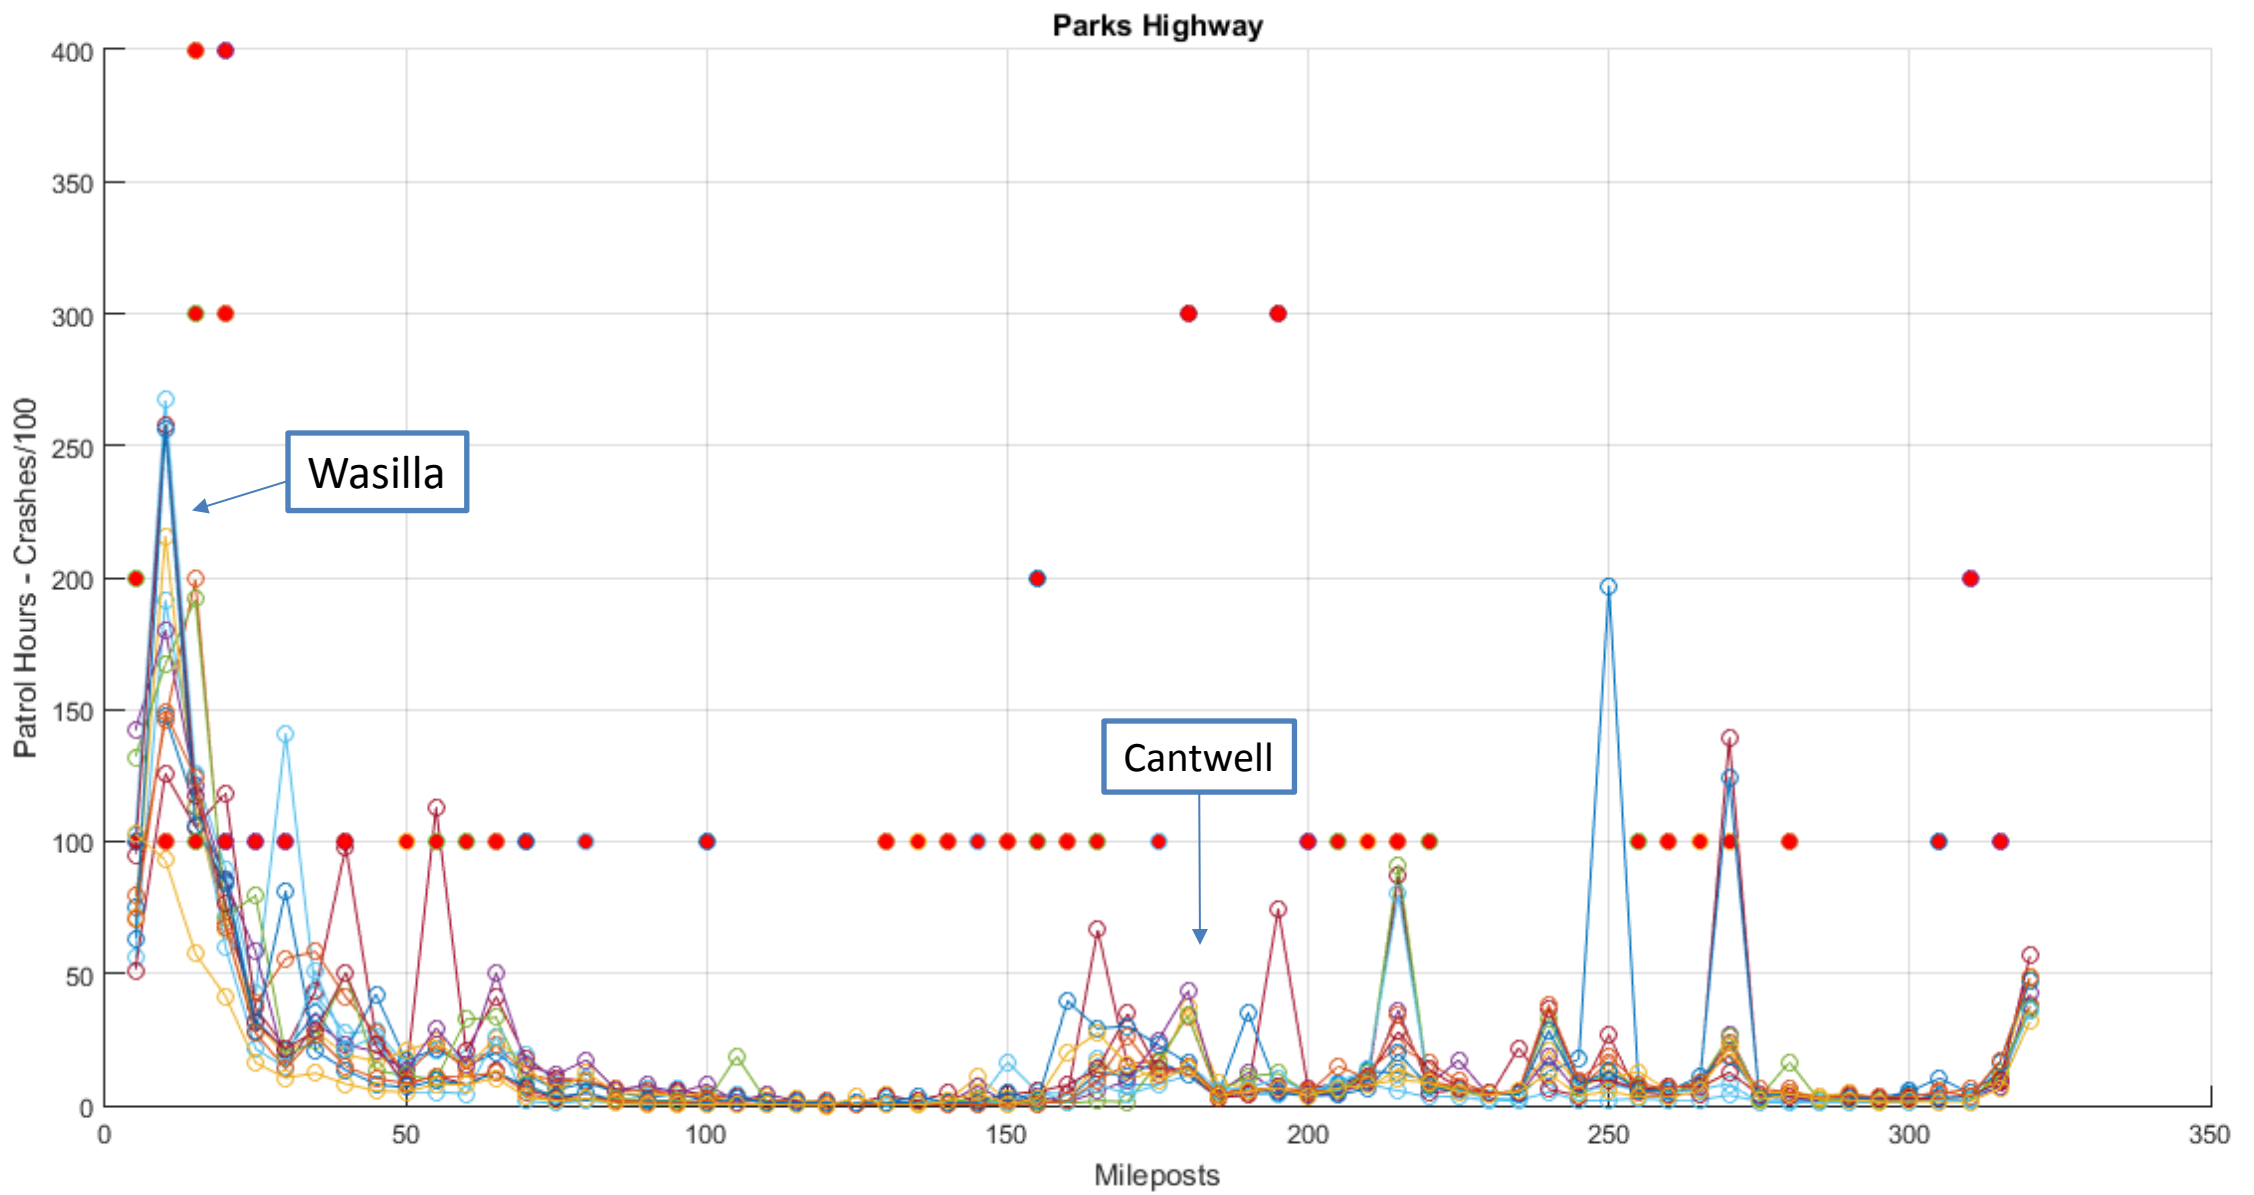 Parks Highway
400
350
300
250
200
150
100
50
0
Patrol Hours - Crashes/100
Wasilla
Cantwell
0 50 100 150 200 250 300 350
Mileposts